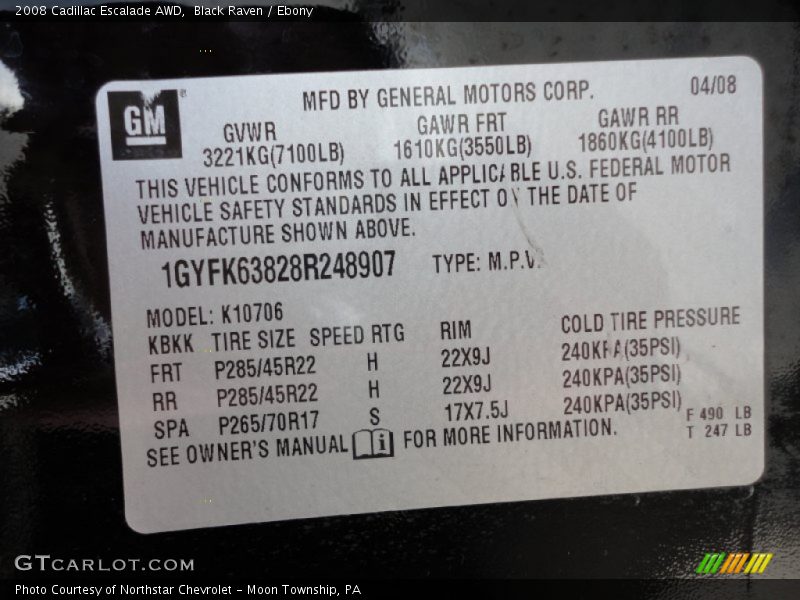 2008 Cadillac Escalade AWD, Black Raven / Ebony
GM®
MFD BY GENERAL MOTORS CORP. 04/08
GVWR GAWR FRT GAWR RR
3221KG(7100LB) 1610KG(3550LB) 1860KG(4100LB)
THIS VEHICLE CONFORMS TO ALL APPLICABLE U.S. FEDERAL MOTOR
VEHICLE SAFETY STANDARDS IN EFFECT ON THE DATE OF
MANUFACTURE SHOWN ABOVE.
1GYFK63828R248907 TYPE: M.P.V.
MODEL: K10706
KBKK TIRE SIZE SPEED RTG RIM COLD TIRE PRESSURE
FRT P285/45R22 H 22X9J 240KPA(35PSI)
RR P285/45R22 H 22X9J 240KPA(35PSI)
SPA P265/70R17 S 17X7.5J 240KPA(35PSI)
SEE OWNER'S MANUAL i FOR MORE INFORMATION.
F 490 LB
T 247 LB
GTcarlot.com
Photo Courtesy of Northstar Chevrolet - Moon Township, PA